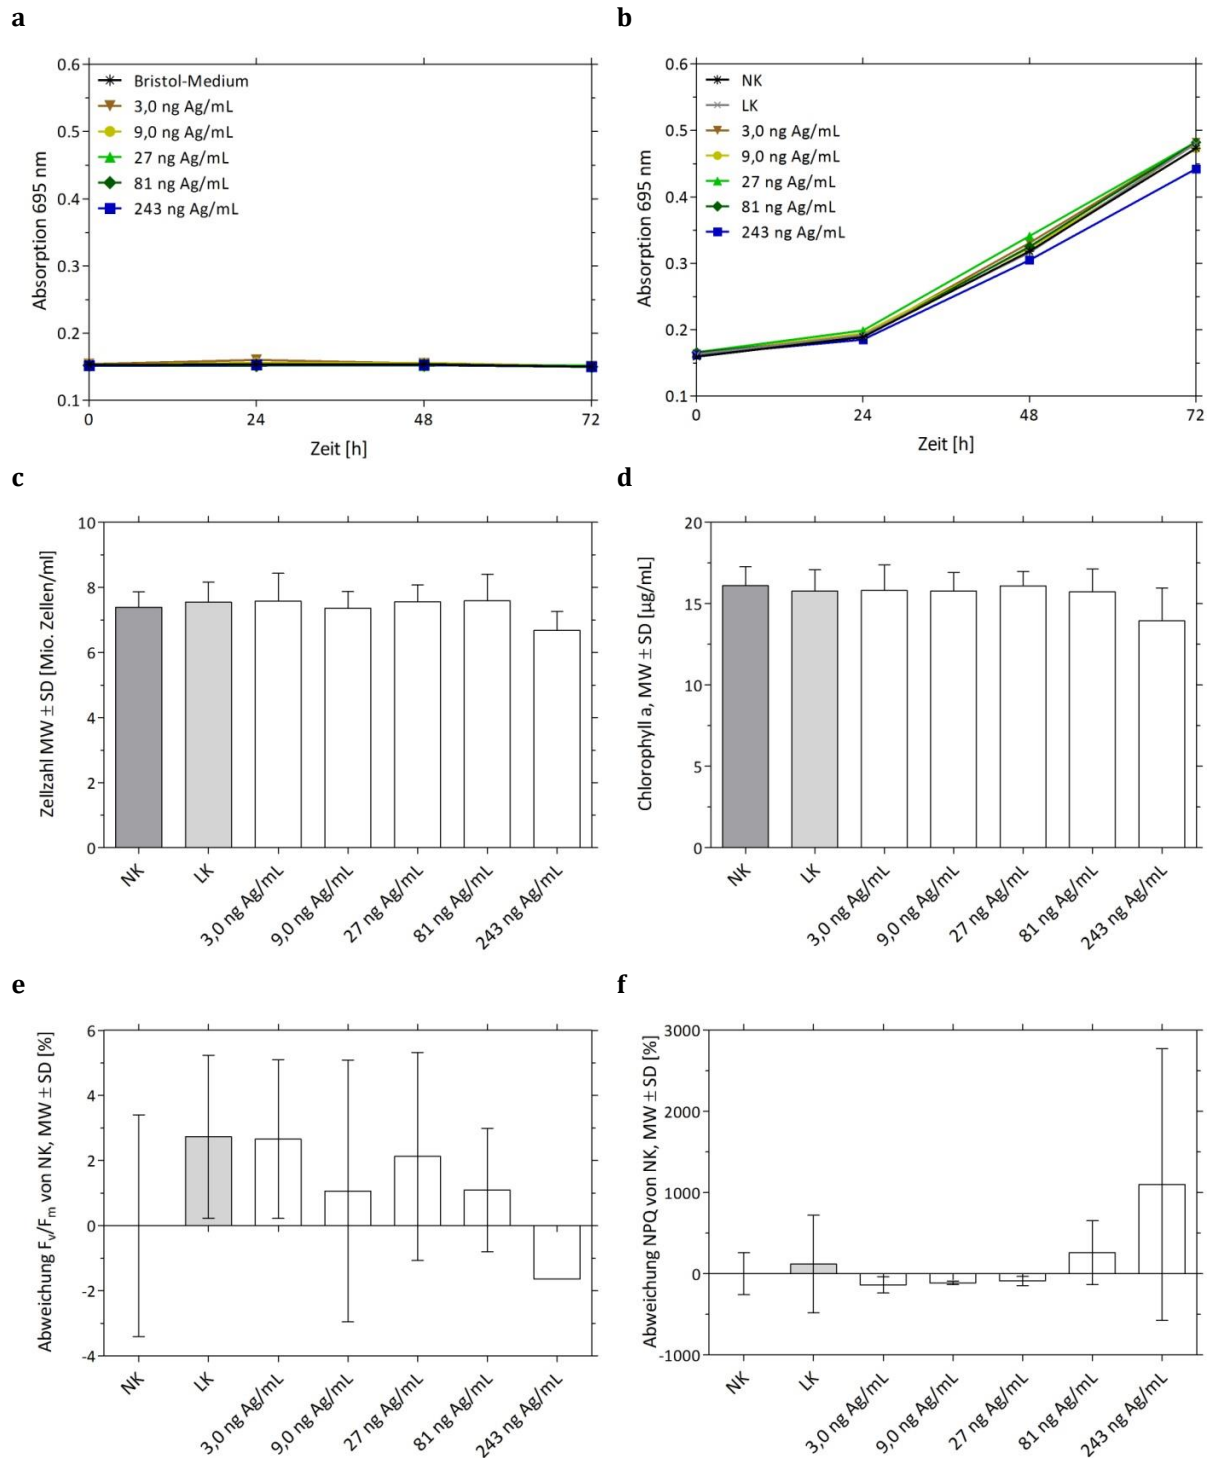 a
0.6
0.5
0.4
0.3
0.2
0.1
Absorption 695 nm
Bristol-Medium
3,0 ng Ag/mL
9,0 ng Ag/mL
27 ng Ag/mL
81 ng Ag/mL
243 ng Ag/mL
0 24 48 72
Zeit [h]
b
0.6
0.5
0.4
0.3
0.2
0.1
Absorption 695 nm
NK
LK
3,0 ng Ag/mL
9,0 ng Ag/mL
27 ng Ag/mL
81 ng Ag/mL
243 ng Ag/mL
0 24 48 72
Zeit [h]
c
10
8
6
4
2
0
Zellzahl MW ± SD [Mio. Zellen/ml]
NK
LK
3,0 ng Ag/mL
9,0 ng Ag/mL
27 ng Ag/mL
81 ng Ag/mL
243 ng Ag/mL
d
20
15
10
5
0
Chlorophyll a, MW ± SD [µg/mL]
NK
LK
3,0 ng Ag/mL
9,0 ng Ag/mL
27 ng Ag/mL
81 ng Ag/mL
243 ng Ag/mL
e
6
4
2
0
-2
-4
Abweichung Fv/Fm von NK, MW ± SD [%]
NK
LK
3,0 ng Ag/mL
9,0 ng Ag/mL
27 ng Ag/mL
81 ng Ag/mL
243 ng Ag/mL
f
3000
2000
1000
0
-1000
Abweichung NPQ von NK, MW ± SD [%]
NK
LK
3,0 ng Ag/mL
9,0 ng Ag/mL
27 ng Ag/mL
81 ng Ag/mL
243 ng Ag/mL